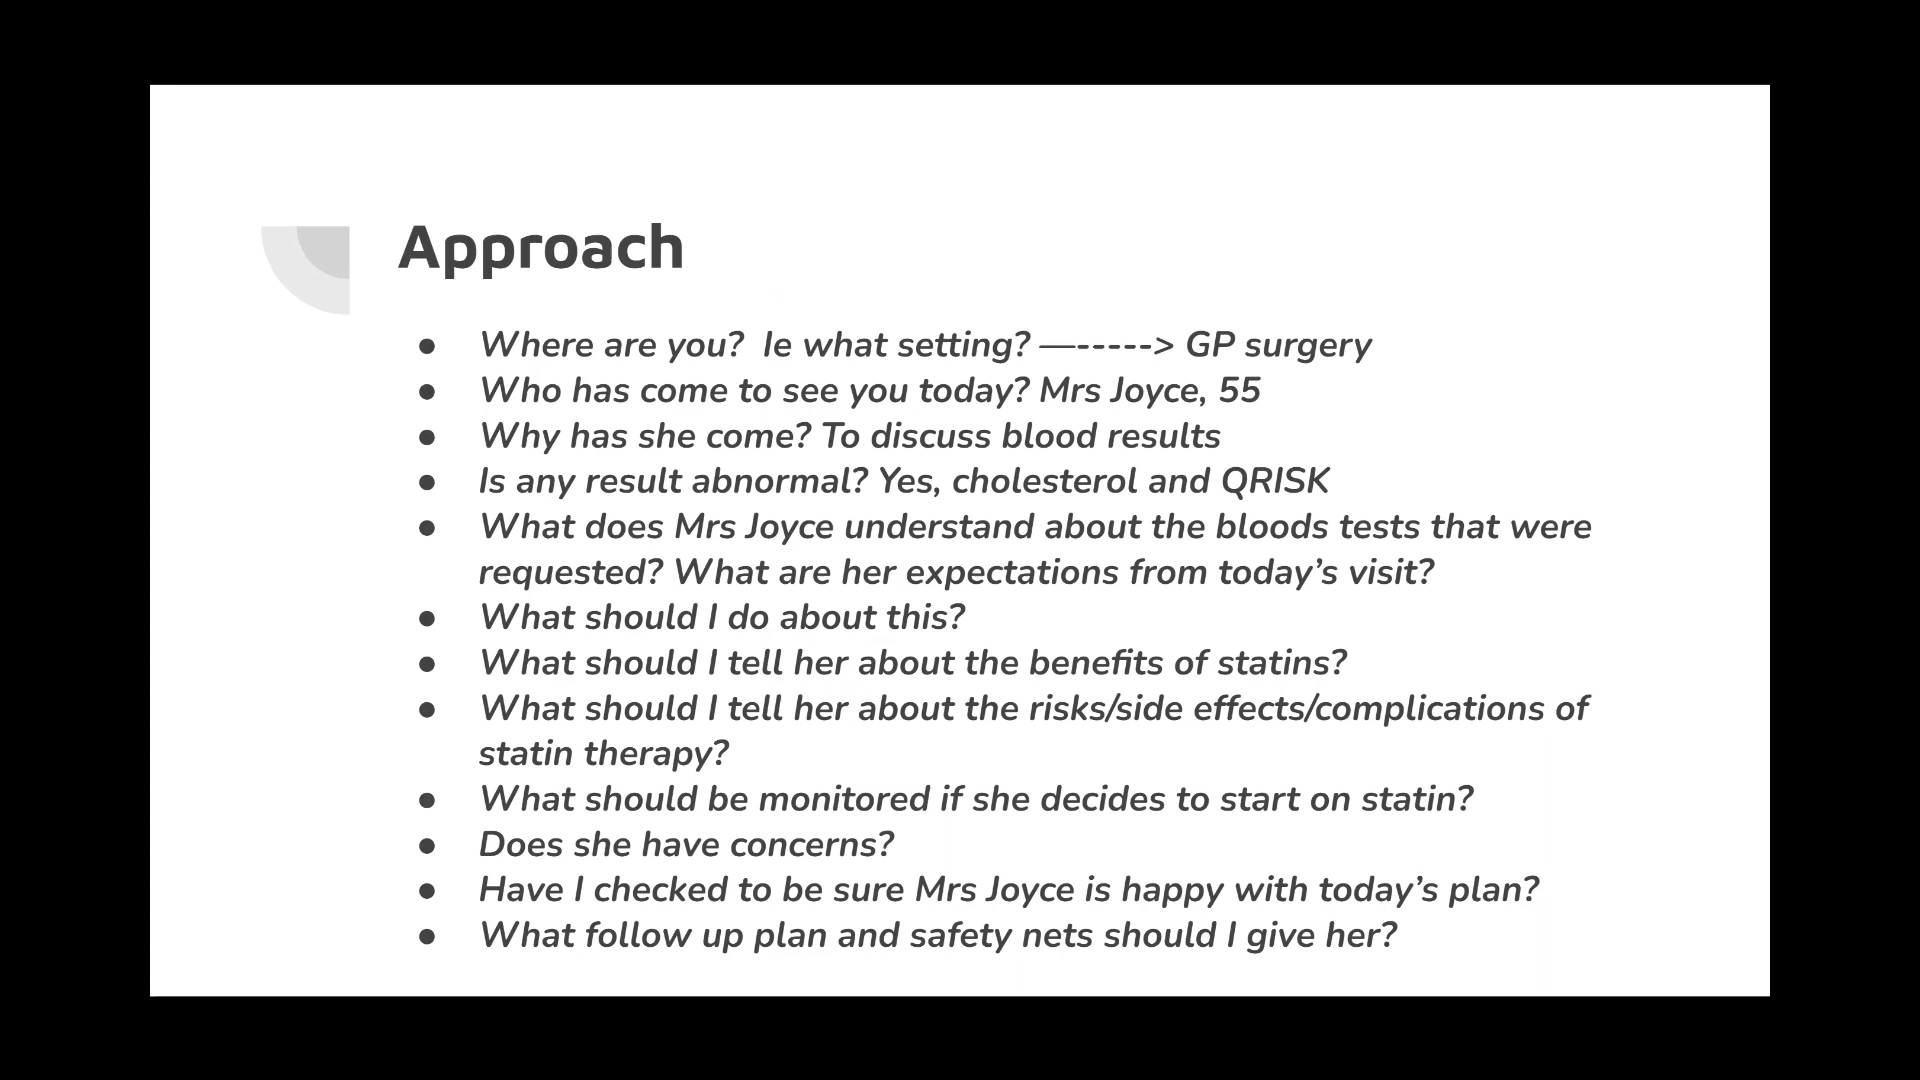 Approach
● Where are you?  Ie what setting? —-----> GP surgery
● Who has come to see you today? Mrs Joyce, 55
● Why has she come? To discuss blood results
● Is any result abnormal? Yes, cholesterol and QRISK
● What does Mrs Joyce understand about the bloods tests that were
requested? What are her expectations from today’s visit?
● What should I do about this?
● What should I tell her about the benefits of statins?
● What should I tell her about the risks/side effects/complications of
statin therapy?
● What should be monitored if she decides to start on statin?
● Does she have concerns?
● Have I checked to be sure Mrs Joyce is happy with today’s plan?
● What follow up plan and safety nets should I give her?